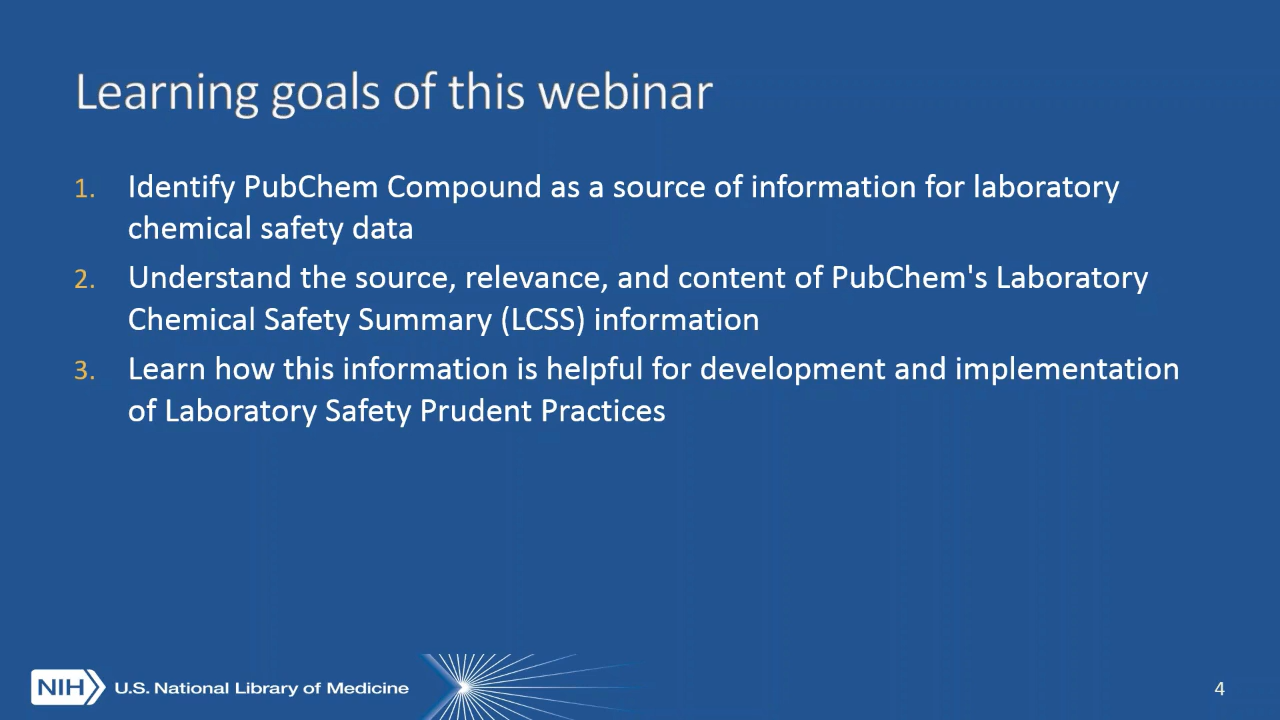 Learning goals of this webinar
1. Identify PubChem Compound as a source of information for laboratory
chemical safety data
2. Understand the source, relevance, and content of PubChem's Laboratory
Chemical Safety Summary (LCSS) information
3. Learn how this information is helpful for development and implementation
of Laboratory Safety Prudent Practices
NIH U.S. National Library of Medicine
4